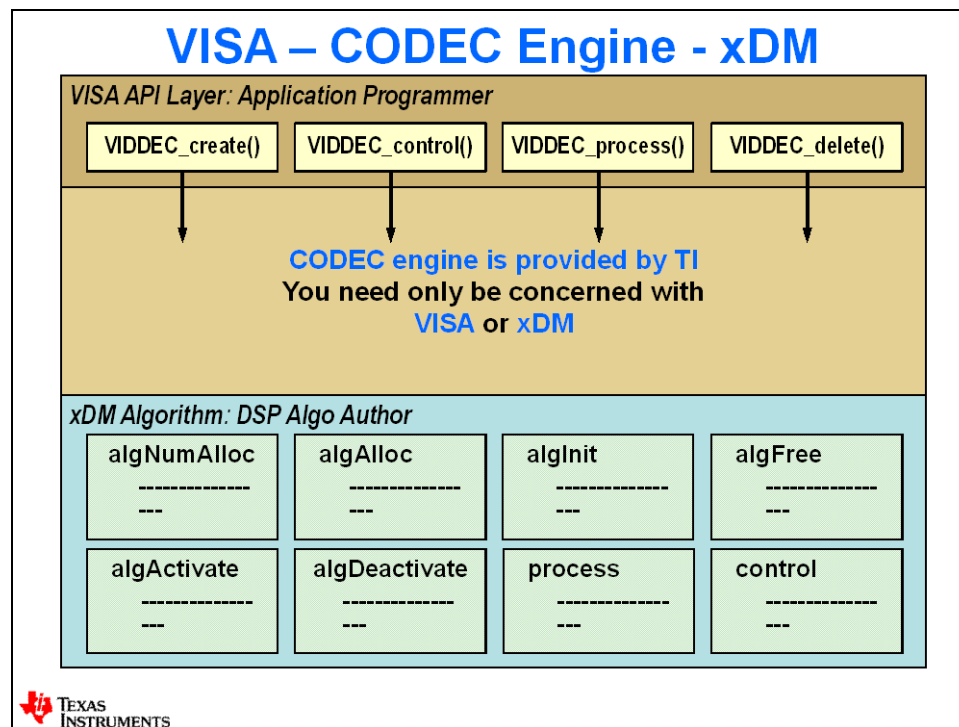 VISA – CODEC Engine - xDM
VISA API Layer: Application Programmer
VIDDEC_create()
VIDDEC_control()
VIDDEC_process()
VIDDEC_delete()
CODEC engine is provided by TI
You need only be concerned with
VISA or xDM
xDM Algorithm: DSP Algo Author
algNumAlloc
---------------
---
algAlloc
---------------
---
algInit
---------------
---
algFree
---------------
---
algActivate
---------------
---
algDeactivate
---------------
---
process
---------------
---
control
---------------
---
TEXAS
INSTRUMENTS